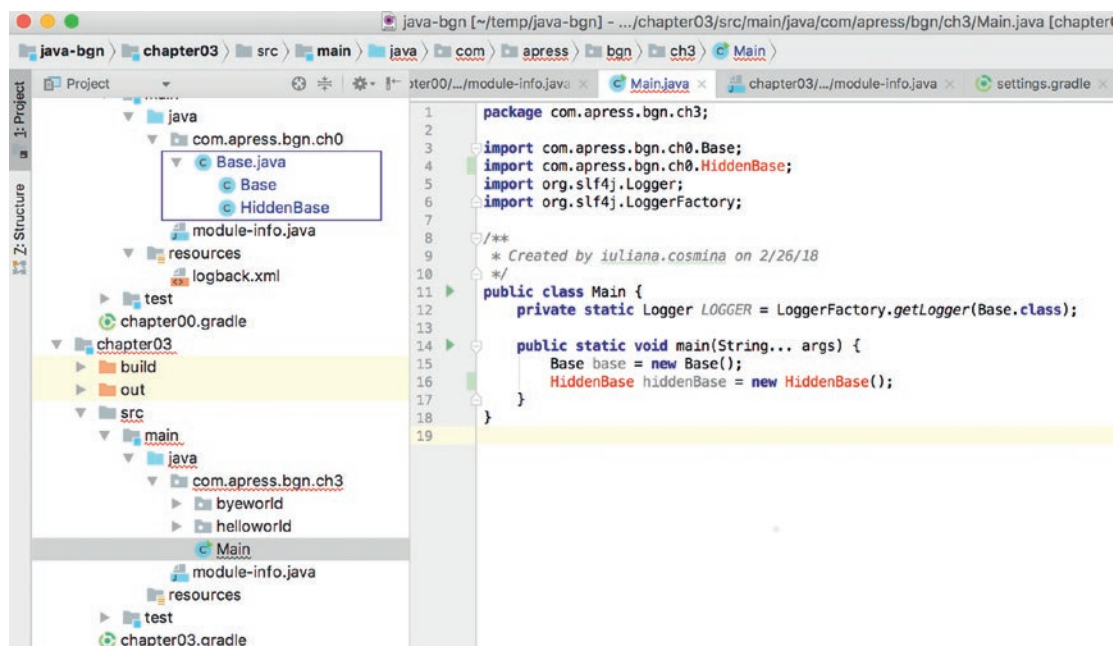 java-bgn [~/temp/java-bgn] - .../chapter03/src/main/java/com/apress/bgn/ch3/Main.java [chapter0
java-bgn chapter03 src main java com apress bgn ch3 Main
1: Project
Z: Structure
Project
java
com.apress.bgn.ch0
Base.java
Base
HiddenBase
module-info.java
resources
logback.xml
test
chapter00.gradle
chapter03
build
out
src
main
java
com.apress.bgn.ch3
byeworld
helloworld
Main
module-info.java
resources
test
chapter03.gradle
pter00/.../module-info.java Main.java chapter03/.../module-info.java settings.gradle
1 package com.apress.bgn.ch3;
2
3 import com.apress.bgn.ch0.Base;
4 import com.apress.bgn.ch0.HiddenBase;
5 import org.slf4j.Logger;
6 import org.slf4j.LoggerFactory;
7
8 /**
9 * Created by iuliana.cosmina on 2/26/18
10 */
11 public class Main {
12 private static Logger LOGGER = LoggerFactory.getLogger(Base.class);
13
14 public static void main(String... args) {
15 Base base = new Base();
16 HiddenBase hiddenBase = new HiddenBase();
17 }
18 }
19